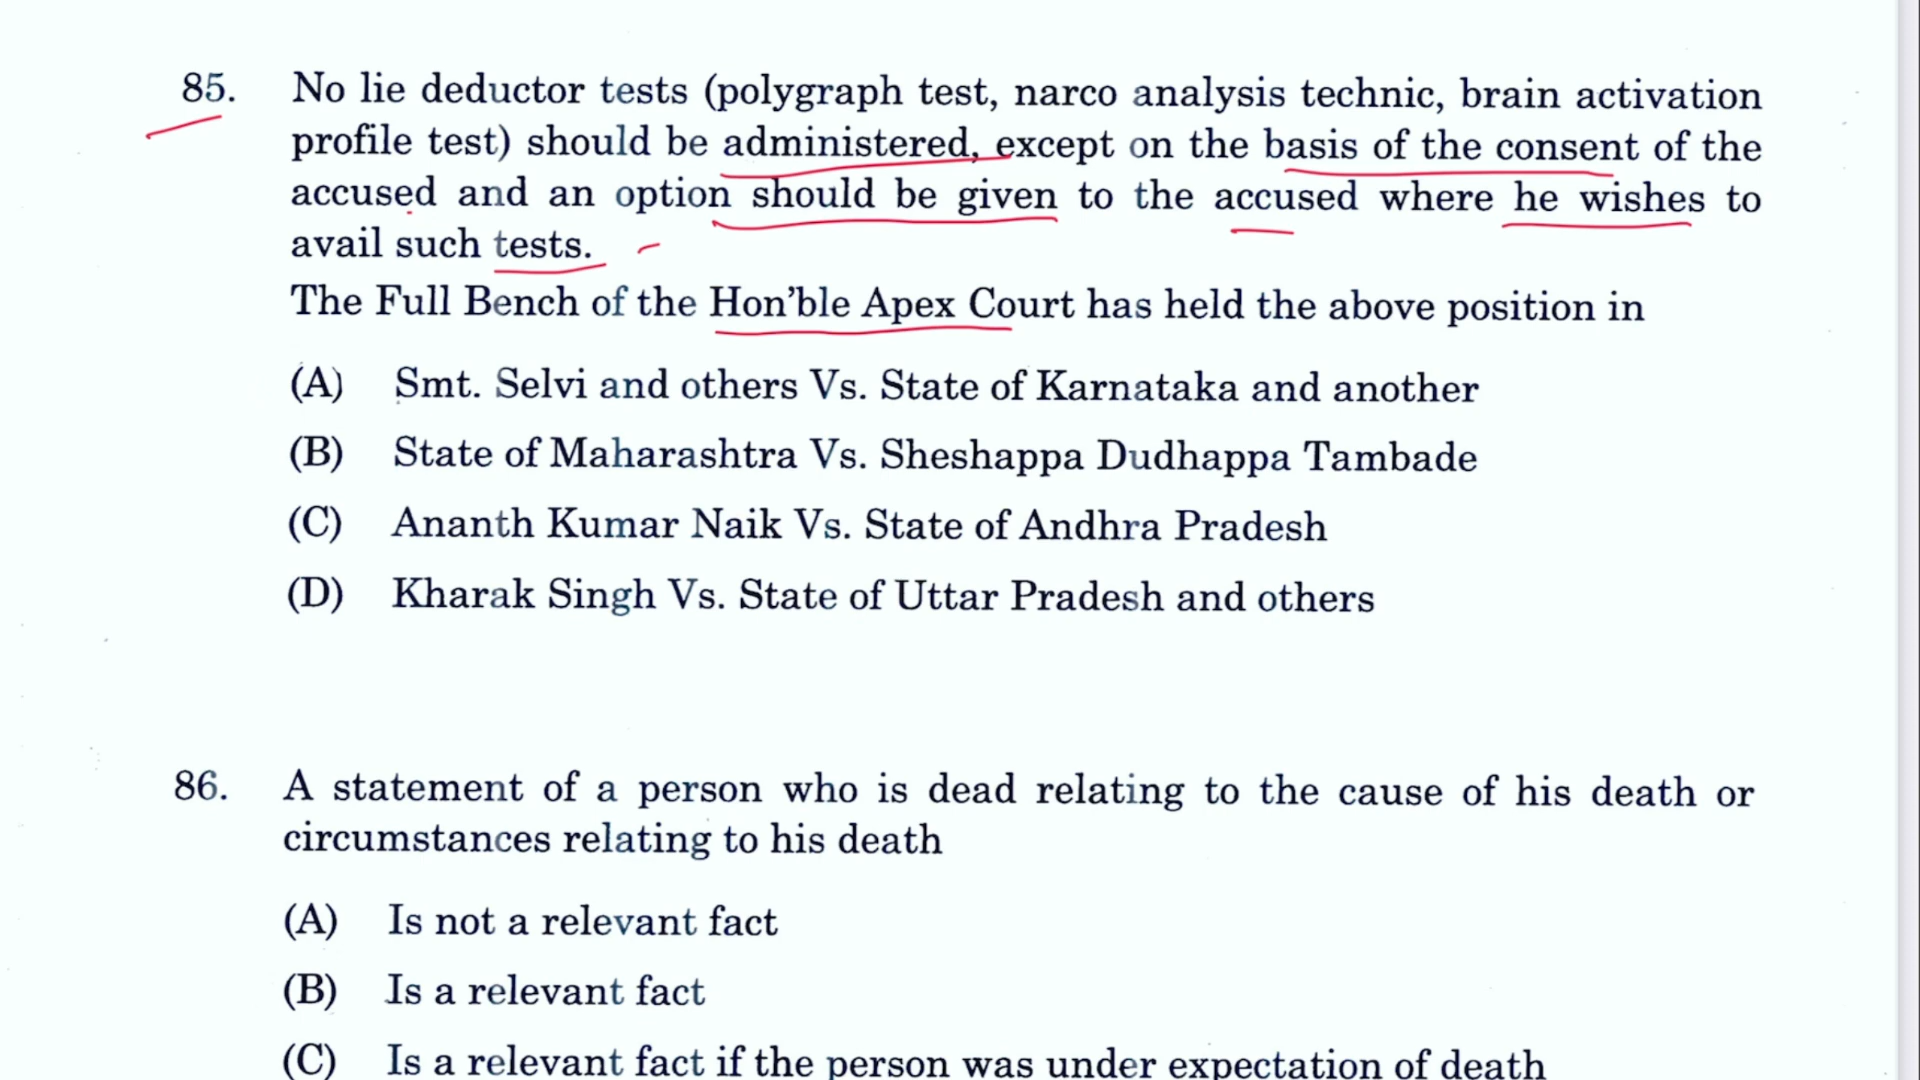 85. No lie deductor tests (polygraph test, narco analysis technic, brain activation
profile test) should be administered, except on the basis of the consent of the
accused and an option should be given to the accused where he wishes to
avail such tests.
The Full Bench of the Hon’ble Apex Court has held the above position in
(A) Smt. Selvi and others Vs. State of Karnataka and another
(B) State of Maharashtra Vs. Sheshappa Dudhappa Tambade
(C) Ananth Kumar Naik Vs. State of Andhra Pradesh
(D) Kharak Singh Vs. State of Uttar Pradesh and others
86. A statement of a person who is dead relating to the cause of his death or
circumstances relating to his death
(A) Is not a relevant fact
(B) Is a relevant fact
(C) Is a relevant fact if the person was under expectation of death